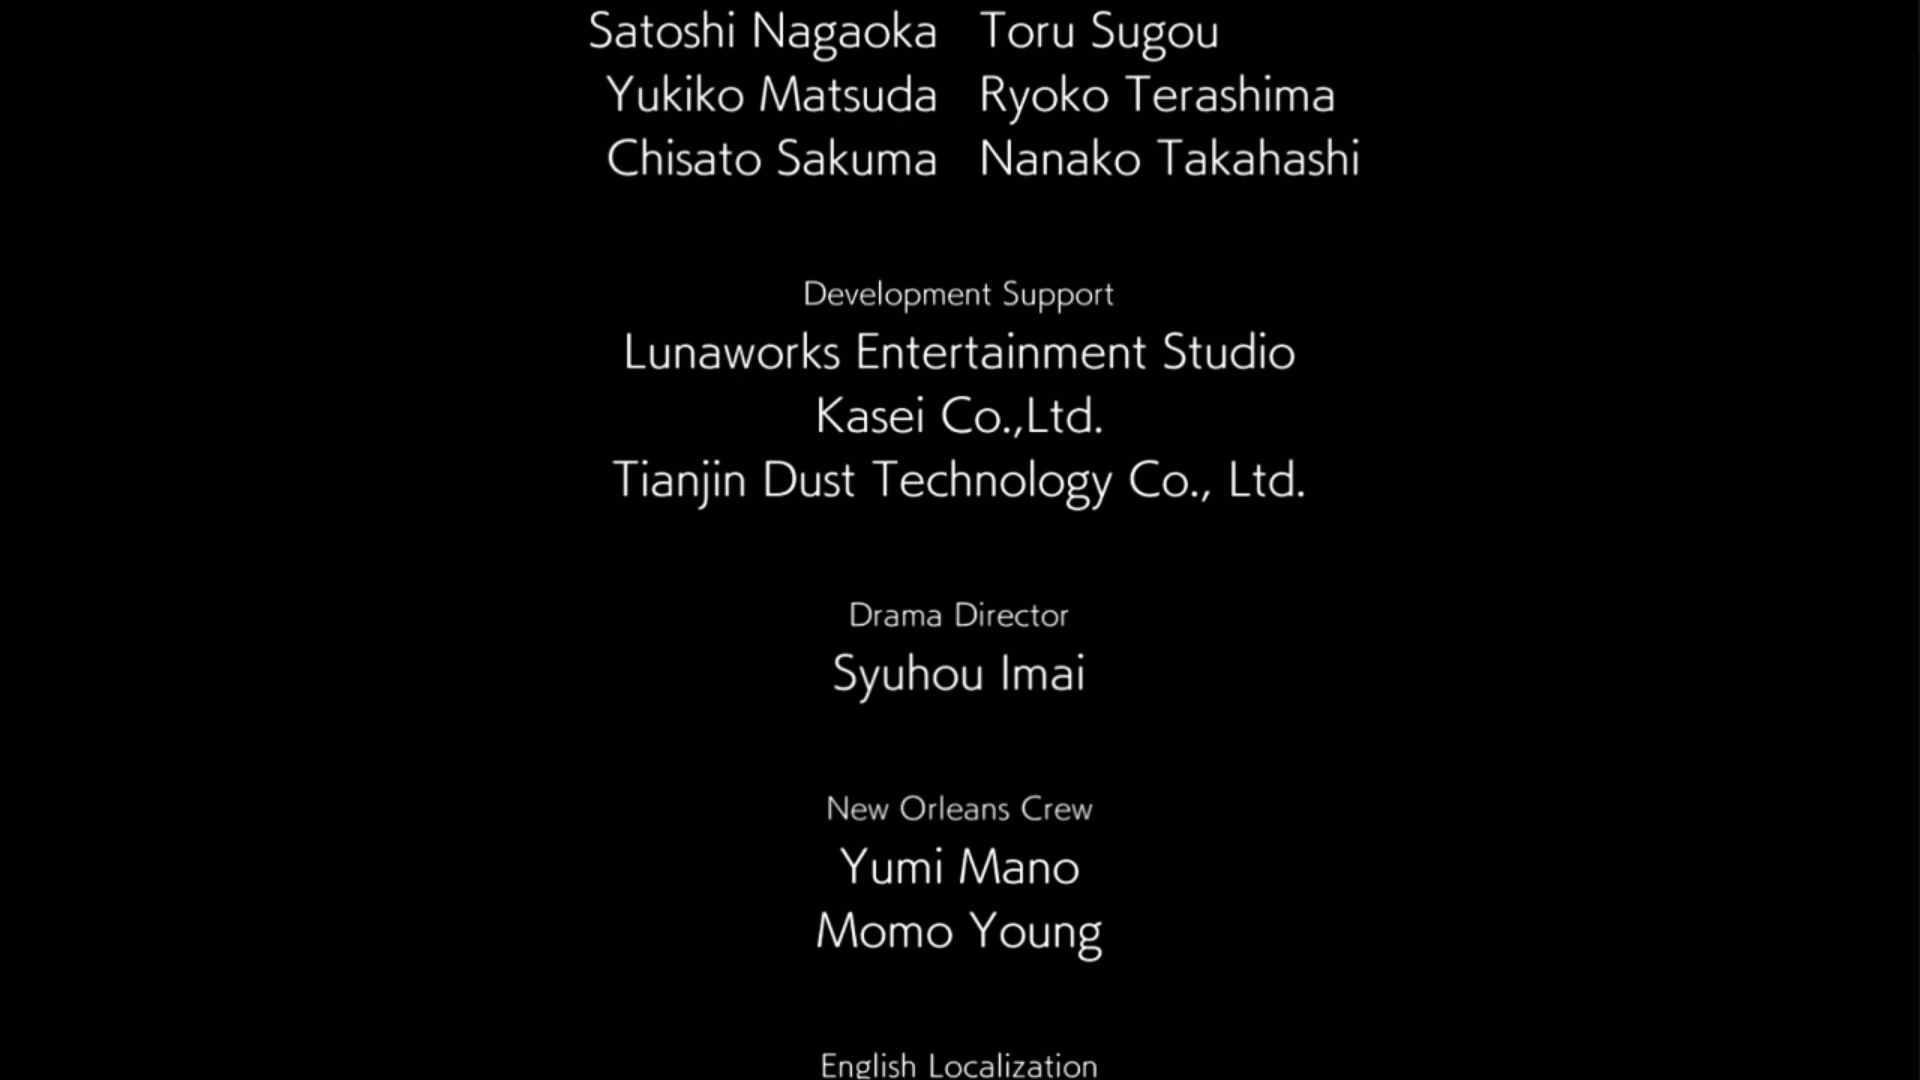 Satoshi Nagaoka Toru Sugou
Yukiko Matsuda Ryoko Terashima
Chisato Sakuma Nanako Takahashi
Development Support
Lunaworks Entertainment Studio
Kasei Co.,Ltd.
Tianjin Dust Technology Co., Ltd.
Drama Director
Syuhou Imai
New Orleans Crew
Yumi Mano
Momo Young
English Localization